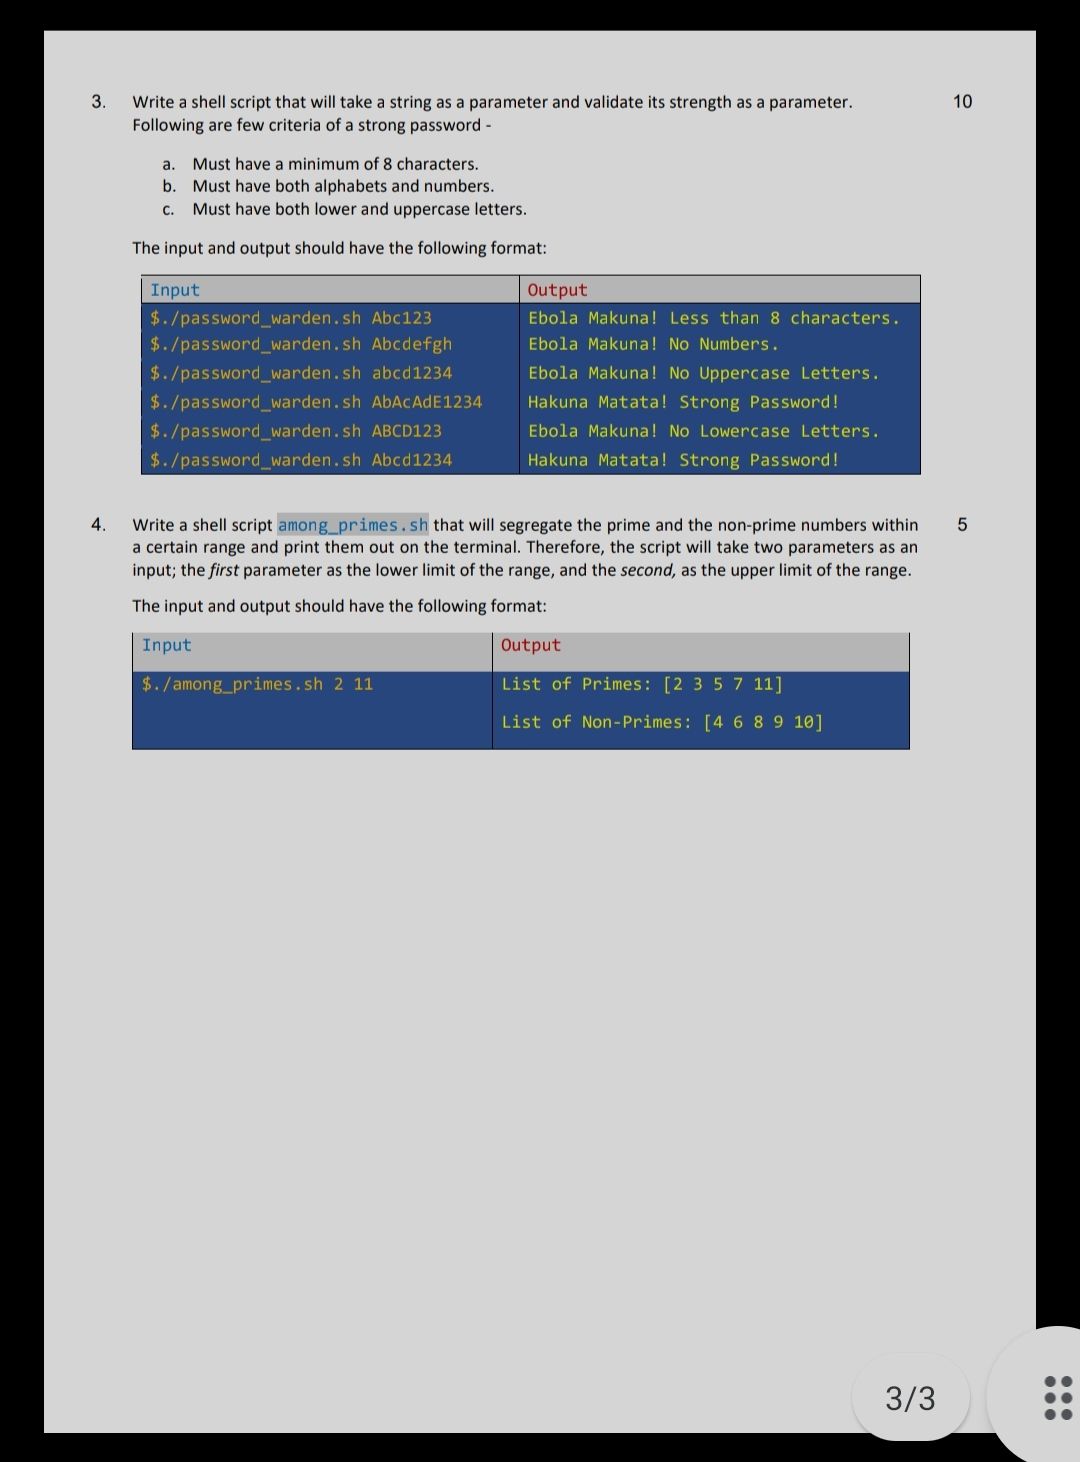 3. Write a shell script that will take a string as a parameter and validate its strength as a parameter. 10
Following are few criteria of a strong password -
a. Must have a minimum of 8 characters.
b. Must have both alphabets and numbers.
c. Must have both lower and uppercase letters.
The input and output should have the following format:
Input Output
$./password_warden.sh Abc123 Ebola Makuna! Less than 8 characters.
$./password_warden.sh Abcdefgh Ebola Makuna! No Numbers.
$./password_warden.sh abcd1234 Ebola Makuna! No Uppercase Letters.
$./password_warden.sh AbAcAdE1234 Hakuna Matata! Strong Password!
$./password_warden.sh ABCD123 Ebola Makuna! No Lowercase Letters.
$./password_warden.sh Abcd1234 Hakuna Matata! Strong Password!
4. Write a shell script among_primes.sh that will segregate the prime and the non-prime numbers within 5
a certain range and print them out on the terminal. Therefore, the script will take two parameters as an
input; the first parameter as the lower limit of the range, and the second, as the upper limit of the range.
The input and output should have the following format:
Input Output
$./among_primes.sh 2 11 List of Primes: [2 3 5 7 11]
List of Non-Primes: [4 6 8 9 10]
3/3